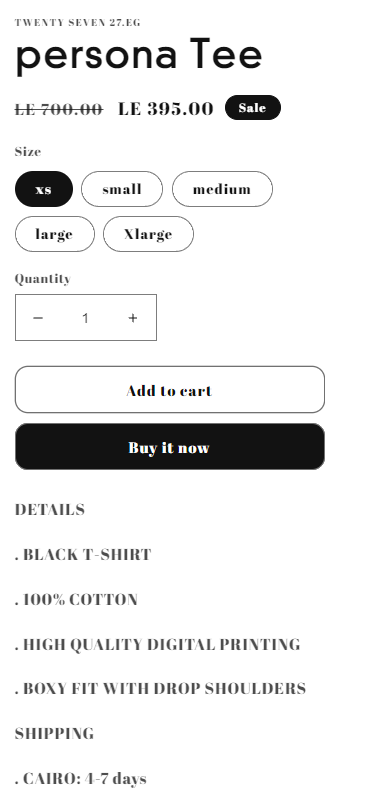 TWENTY SEVEN 27.EG
persona Tee
LE 700.00 LE 395.00 Sale
Size
xs small medium
large Xlarge
Quantity
− 1 +
Add to cart
Buy it now
DETAILS
. BLACK T-SHIRT
. 100% COTTON
. HIGH QUALITY DIGITAL PRINTING
. BOXY FIT WITH DROP SHOULDERS
SHIPPING
. CAIRO: 4-7 days